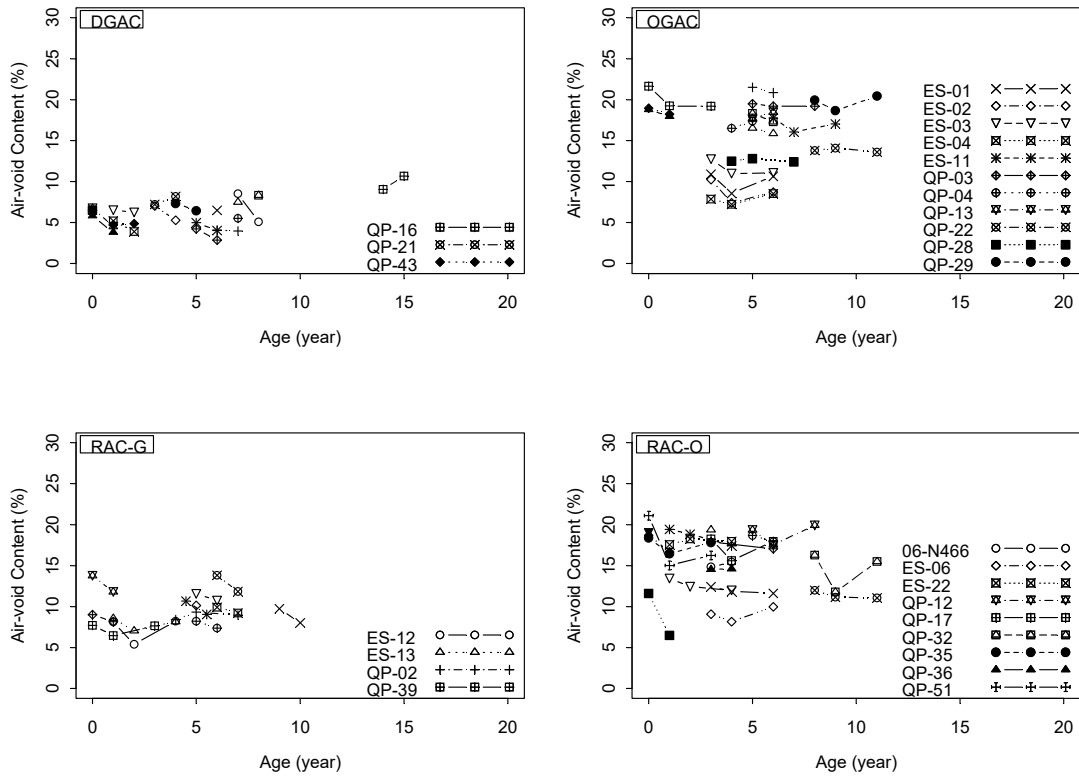 DGAC
Air-void Content (%)
30
25
20
15
10
5
0
QP-16
QP-21
QP-43
0 5 10 15 20
Age (year)
OGAC
Air-void Content (%)
30
25
20
15
10
5
0
ES-01
ES-02
ES-03
ES-04
ES-11
QP-03
QP-04
QP-13
QP-22
QP-28
QP-29
0 5 10 15 20
Age (year)
RAC-G
Air-void Content (%)
30
25
20
15
10
5
0
ES-12
ES-13
QP-02
QP-39
0 5 10 15 20
Age (year)
RAC-O
Air-void Content (%)
30
25
20
15
10
5
0
06-N466
ES-06
ES-22
QP-12
QP-17
QP-32
QP-35
QP-36
QP-51
0 5 10 15 20
Age (year)